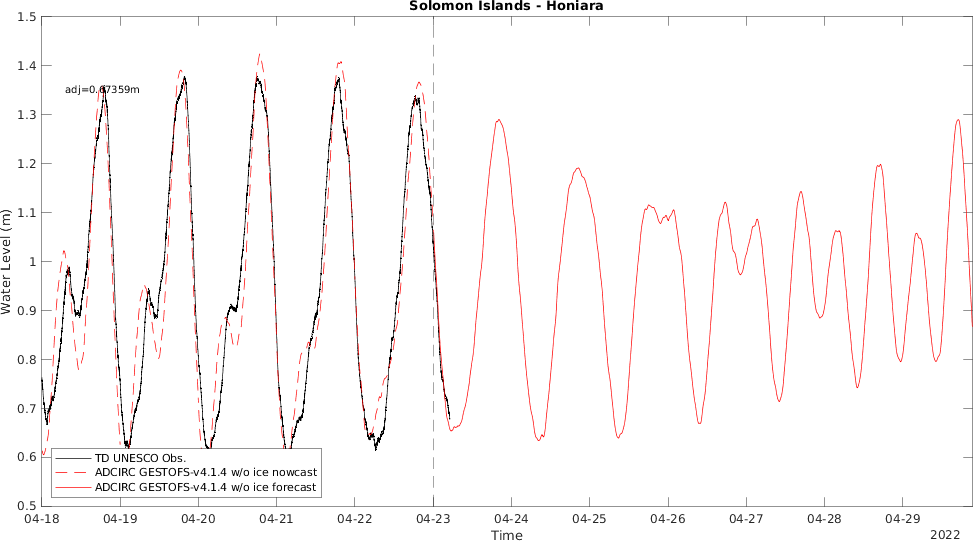 Solomon Islands - Honiara
1.5
1.4
adj=0.67359m
1.3
1.2
1.1
1
0.9
0.8
0.7
0.6
0.5
Water Level (m)
TD UNESCO Obs.
ADCIRC GESTOFS-v4.1.4 w/o ice nowcast
ADCIRC GESTOFS-v4.1.4 w/o ice forecast
04-18 04-19 04-20 04-21 04-22 04-23 04-24 04-25 04-26 04-27 04-28 04-29
Time
2022